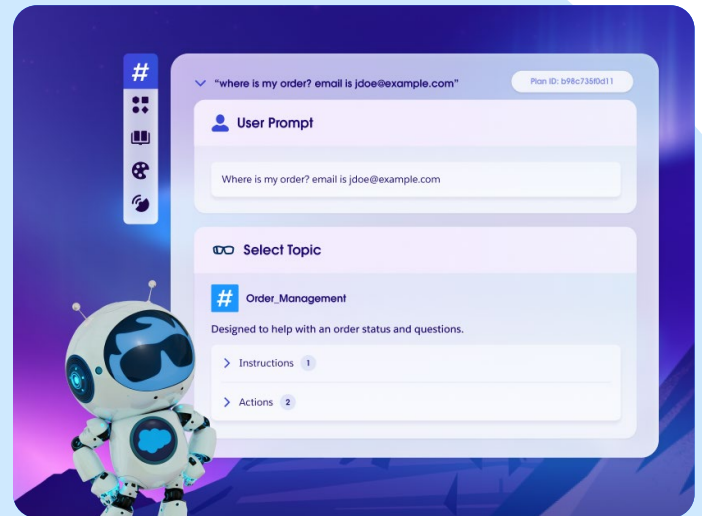 #
"where is my order? email is jdoe@example.com"
Plan ID: b98c735f0d11
User Prompt
Where is my order? email is jdoe@example.com
Select Topic
# Order_Management
Designed to help with an order status and questions.
Instructions 1
Actions 2